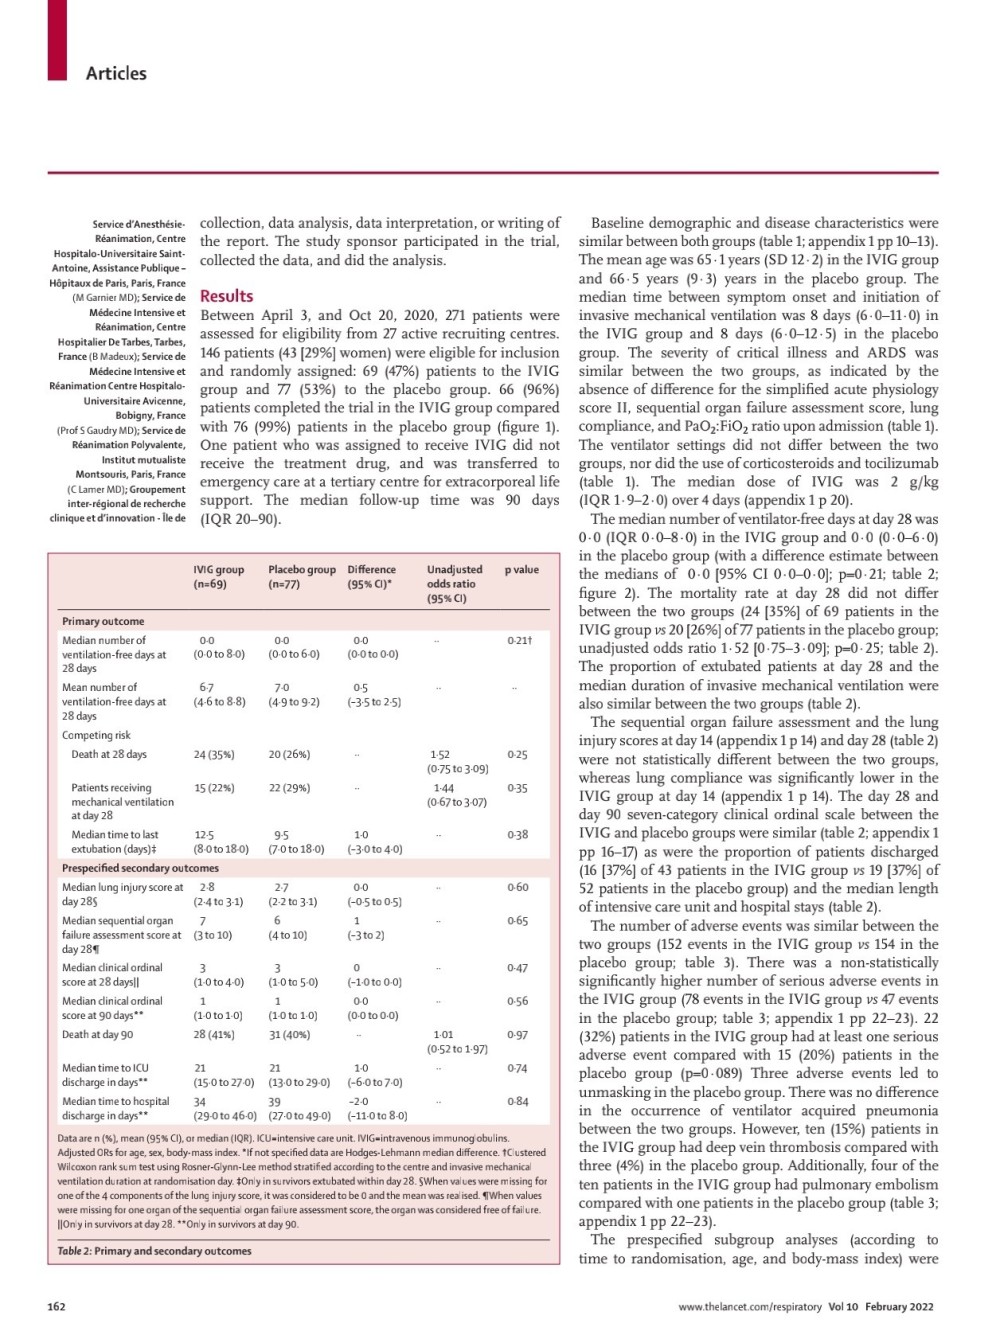 Articles
Service d'Anesthésie-
Réanimation, Centre
Hospitalo-Universitaire Saint-
Antoine, Assistance Publique –
Hôpitaux de Paris, Paris, France
(M Garnier MD); Service de
Médecine Intensive et
Réanimation, Centre
Hospitalier De Tarbes, Tarbes,
France (B Madeux); Service de
Médecine Intensive et
Réanimation Centre Hospitalo-
Universitaire Avicenne,
Bobigny, France
(Prof S Gaudry MD); Service de
Réanimation Polyvalente,
Institut mutualiste
Montsouris, Paris, France
(C Lamer MD); Groupement
inter-régional de recherche
clinique et d'innovation - Île de
collection, data analysis, data interpretation, or writing of
the report. The study sponsor participated in the trial,
collected the data, and did the analysis.
Results
Between April 3, and Oct 20, 2020, 271 patients were
assessed for eligibility from 27 active recruiting centres.
146 patients (43 [29%] women) were eligible for inclusion
and randomly assigned: 69 (47%) patients to the IVIG
group and 77 (53%) to the placebo group. 66 (96%)
patients completed the trial in the IVIG group compared
with 76 (99%) patients in the placebo group (figure 1).
One patient who was assigned to receive IVIG did not
receive the treatment drug, and was transferred to
emergency care at a tertiary centre for extracorporeal life
support. The median follow-up time was 90 days
(IQR 20–90).
IVIG group Placebo group Difference Unadjusted p value
(n=69) (n=77) (95% CI)* odds ratio
(95% CI)
Primary outcome
Median number of 0·0 0·0 0·0 ·· 0·21†
ventilation-free days at (0·0 to 8·0) (0·0 to 6·0) (0·0 to 0·0)
28 days
Mean number of 6·7 7·0 0·5 ·· ··
ventilation-free days at (4·6 to 8·8) (4·9 to 9·2) (–3·5 to 2·5)
28 days
Competing risk
Death at 28 days 24 (35%) 20 (26%) ·· 1·52 0·25
(0·75 to 3·09)
Patients receiving 15 (22%) 22 (29%) ·· 1·44 0·35
mechanical ventilation (0·67 to 3·07)
at day 28
Median time to last 12·5 9·5 1·0 ·· 0·38
extubation (days)‡ (8·0 to 18·0) (7·0 to 18·0) (–3·0 to 4·0)
Prespecified secondary outcomes
Median lung injury score at 2·8 2·7 0·0 ·· 0·60
day 28§ (2·4 to 3·1) (2·2 to 3·1) (–0·5 to 0·5)
Median sequential organ 7 6 1 ·· 0·65
failure assessment score at (3 to 10) (4 to 10) (–3 to 2)
day 28¶
Median clinical ordinal 3 3 0 ·· 0·47
score at 28 days|| (1·0 to 4·0) (1·0 to 5·0) (–1·0 to 0·0)
Median clinical ordinal 1 1 0·0 ·· 0·56
score at 90 days** (1·0 to 1·0) (1·0 to 1·0) (0·0 to 0·0)
Death at day 90 28 (41%) 31 (40%) ·· 1·01 0·97
(0·52 to 1·97)
Median time to ICU 21 21 1·0 ·· 0·74
discharge in days** (15·0 to 27·0) (13·0 to 29·0) (–6·0 to 7·0)
Median time to hospital 34 39 –2·0 ·· 0·84
discharge in days** (29·0 to 46·0) (27·0 to 49·0) (–11·0 to 8·0)
Data are n (%), mean (95% CI), or median (IQR). ICU=intensive care unit. IVIG=intravenous immunoglobulins.
Adjusted ORs for age, sex, body-mass index. *If not specified data are Hodges-Lehmann median difference. †Clustered
Wilcoxon rank sum test using Rosner-Glynn-Lee method stratified according to the centre and invasive mechanical
ventilation duration at randomisation day. ‡Only in survivors extubated within day 28. §When values were missing for
one of the 4 components of the lung injury score, it was considered to be 0 and the mean was realised. ¶When values
were missing for one organ of the sequential organ failure assessment score, the organ was considered free of failure.
||Only in survivors at day 28. **Only in survivors at day 90.
Table 2: Primary and secondary outcomes
Baseline demographic and disease characteristics were
similar between both groups (table 1; appendix 1 pp 10–13).
The mean age was 65·1 years (SD 12·2) in the IVIG group
and 66·5 years (9·3) years in the placebo group. The
median time between symptom onset and initiation of
invasive mechanical ventilation was 8 days (6·0–11·0) in
the IVIG group and 8 days (6·0–12·5) in the placebo
group. The severity of critical illness and ARDS was
similar between the two groups, as indicated by the
absence of difference for the simplified acute physiology
score II, sequential organ failure assessment score, lung
compliance, and PaO₂:FiO₂ ratio upon admission (table 1).
The ventilator settings did not differ between the two
groups, nor did the use of corticosteroids and tocilizumab
(table 1). The median dose of IVIG was 2 g/kg
(IQR 1·9–2·0) over 4 days (appendix 1 p 20).
The median number of ventilator-free days at day 28 was
0·0 (IQR 0·0–8·0) in the IVIG group and 0·0 (0·0–6·0)
in the placebo group (with a difference estimate between
the medians of 0·0 [95% CI 0·0–0·0]; p=0·21; table 2;
figure 2). The mortality rate at day 28 did not differ
between the two groups (24 [35%] of 69 patients in the
IVIG group vs 20 [26%] of 77 patients in the placebo group;
unadjusted odds ratio 1·52 [0·75–3·09]; p=0·25; table 2).
The proportion of extubated patients at day 28 and the
median duration of invasive mechanical ventilation were
also similar between the two groups (table 2).
The sequential organ failure assessment and the lung
injury scores at day 14 (appendix 1 p 14) and day 28 (table 2)
were not statistically different between the two groups,
whereas lung compliance was significantly lower in the
IVIG group at day 14 (appendix 1 p 14). The day 28 and
day 90 seven-category clinical ordinal scale between the
IVIG and placebo groups were similar (table 2; appendix 1
pp 16–17) as were the proportion of patients discharged
(16 [37%] of 43 patients in the IVIG group vs 19 [37%] of
52 patients in the placebo group) and the median length
of intensive care unit and hospital stays (table 2).
The number of adverse events was similar between the
two groups (152 events in the IVIG group vs 154 in the
placebo group; table 3). There was a non-statistically
significantly higher number of serious adverse events in
the IVIG group (78 events in the IVIG group vs 47 events
in the placebo group; table 3; appendix 1 pp 22–23). 22
(32%) patients in the IVIG group had at least one serious
adverse event compared with 15 (20%) patients in the
placebo group (p=0·089) Three adverse events led to
unmasking in the placebo group. There was no difference
in the occurrence of ventilator acquired pneumonia
between the two groups. However, ten (15%) patients in
the IVIG group had deep vein thrombosis compared with
three (4%) in the placebo group. Additionally, four of the
ten patients in the IVIG group had pulmonary embolism
compared with one patients in the placebo group (table 3;
appendix 1 pp 22–23).
The prespecified subgroup analyses (according to
time to randomisation, age, and body-mass index) were
162
www.thelancet.com/respiratory Vol 10 February 2022